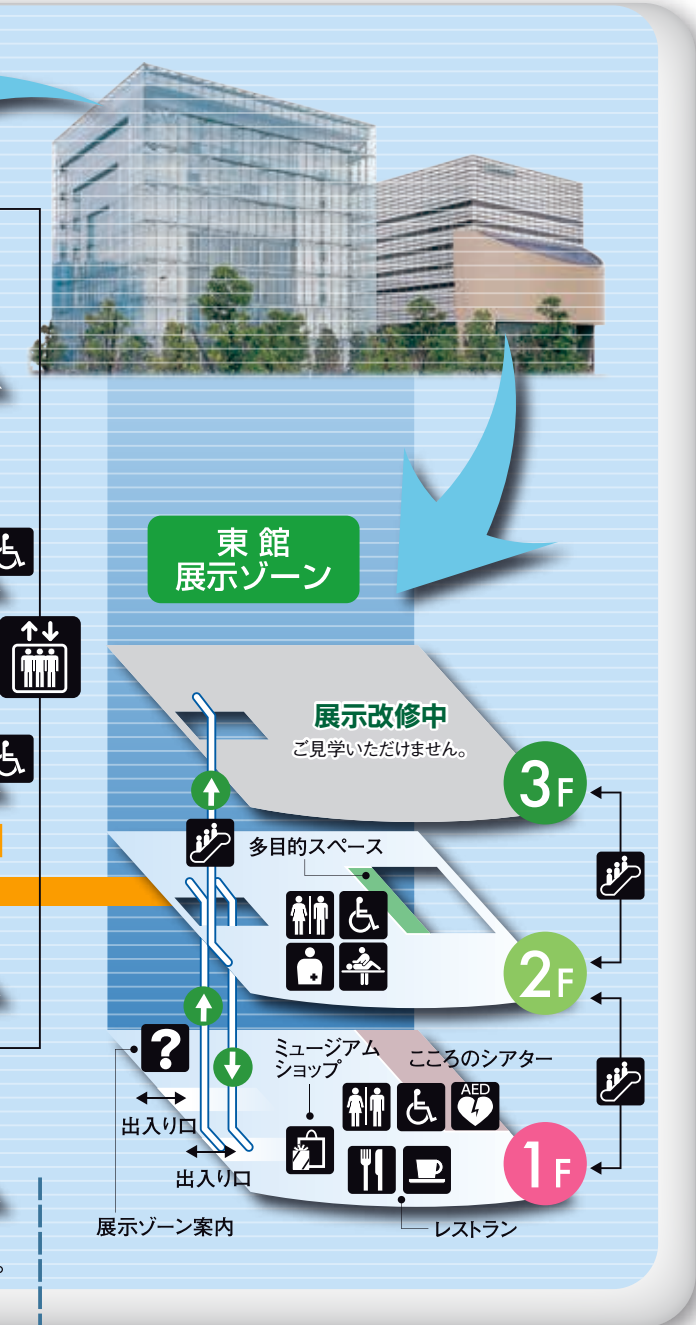 東館
展示ゾーン
展示改修中
ご見学いただけません。
3F
多目的スペース
2F
?
ミュージアム
ショップ
こころのシアター
AED
出入り口
出入り口
1F
展示ゾーン案内
レストラン
。